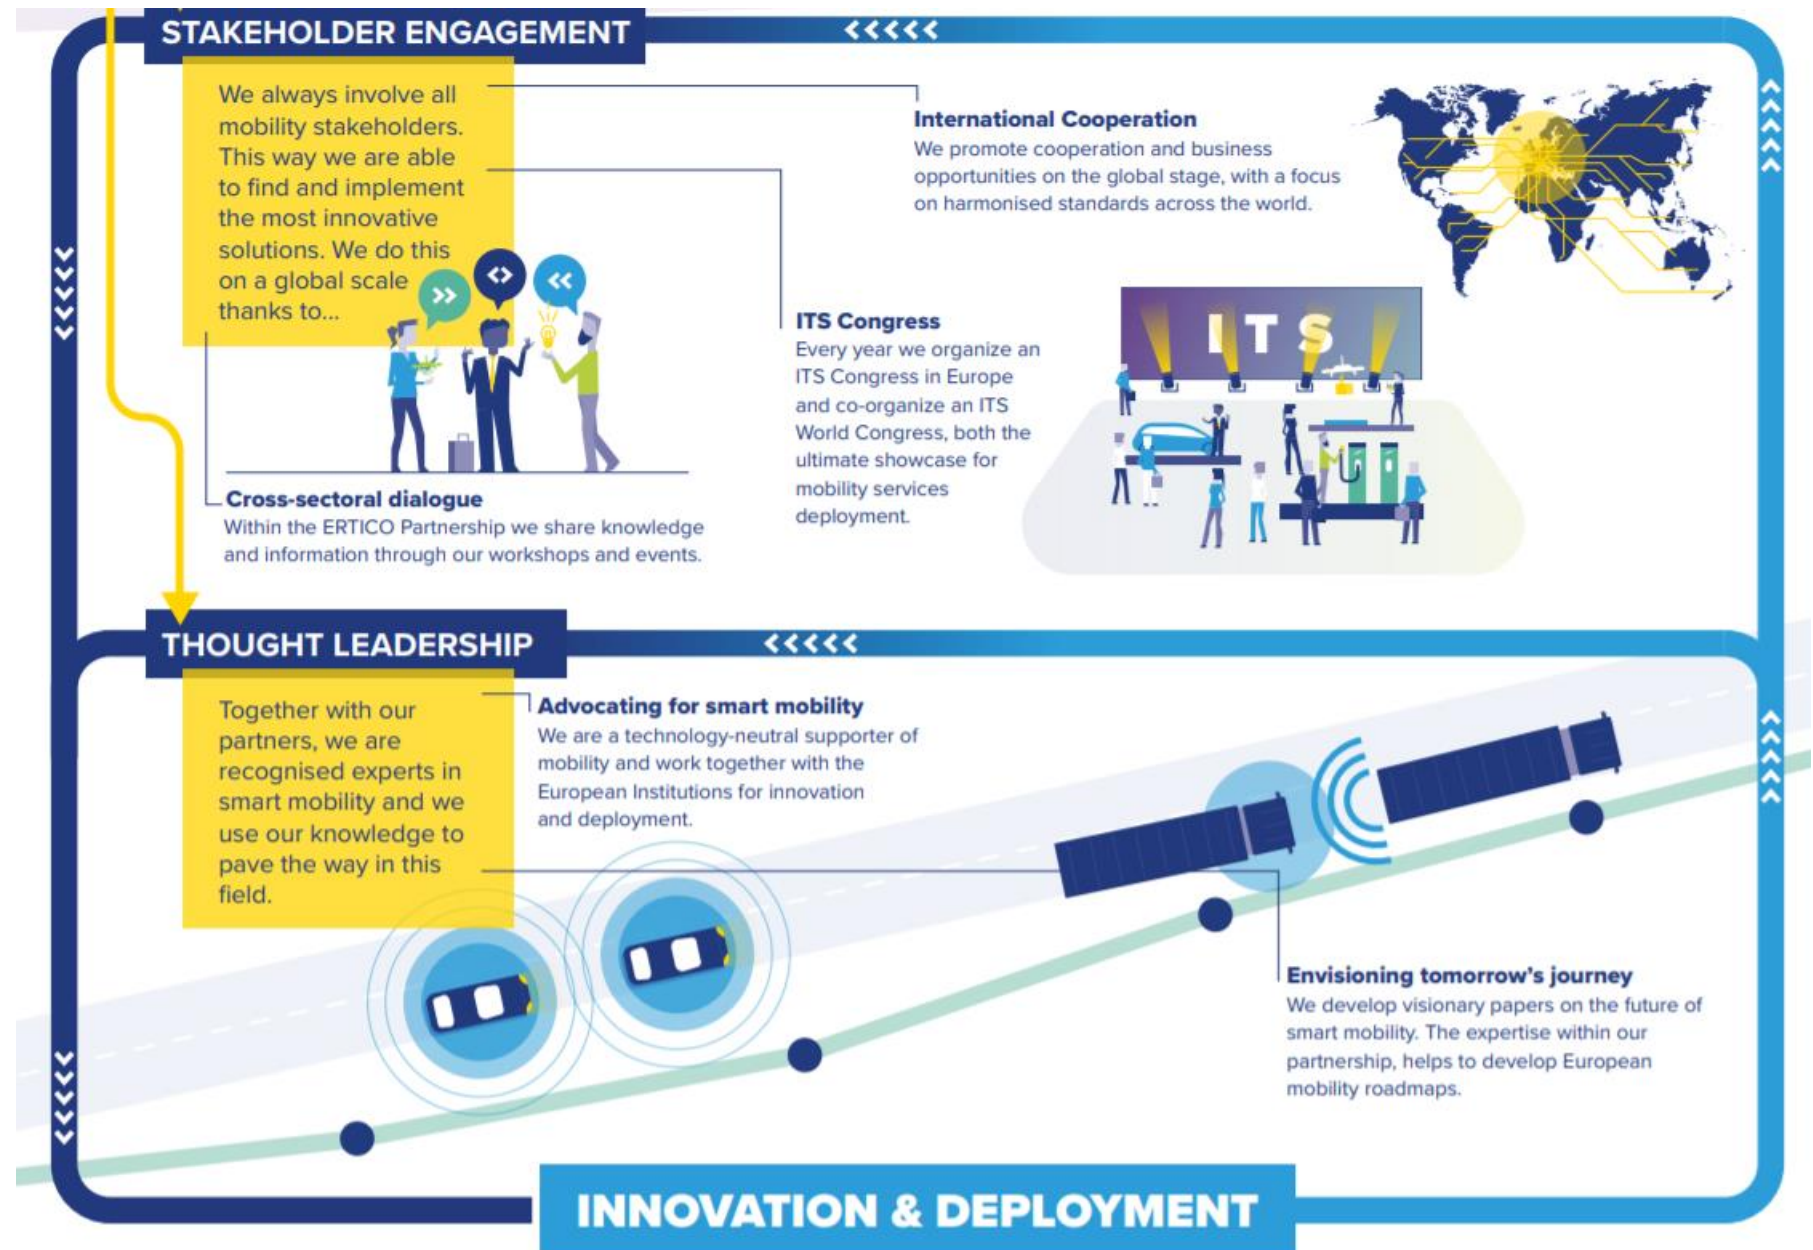 STAKEHOLDER ENGAGEMENT
We always involve all
mobility stakeholders.
This way we are able
to find and implement
the most innovative
solutions. We do this
on a global scale
thanks to...
International Cooperation
We promote cooperation and business
opportunities on the global stage, with a focus
on harmonised standards across the world.
ITS Congress
Every year we organize an
ITS Congress in Europe
and co-organize an ITS
World Congress, both the
ultimate showcase for
mobility services
deployment.
ITS
Cross-sectoral dialogue
Within the ERTICO Partnership we share knowledge
and information through our workshops and events.
THOUGHT LEADERSHIP
Together with our
partners, we are
recognised experts in
smart mobility and we
use our knowledge to
pave the way in this
field.
Advocating for smart mobility
We are a technology-neutral supporter of
mobility and work together with the
European Institutions for innovation
and deployment.
Envisioning tomorrow's journey
We develop visionary papers on the future of
smart mobility. The expertise within our
partnership, helps to develop European
mobility roadmaps.
INNOVATION & DEPLOYMENT